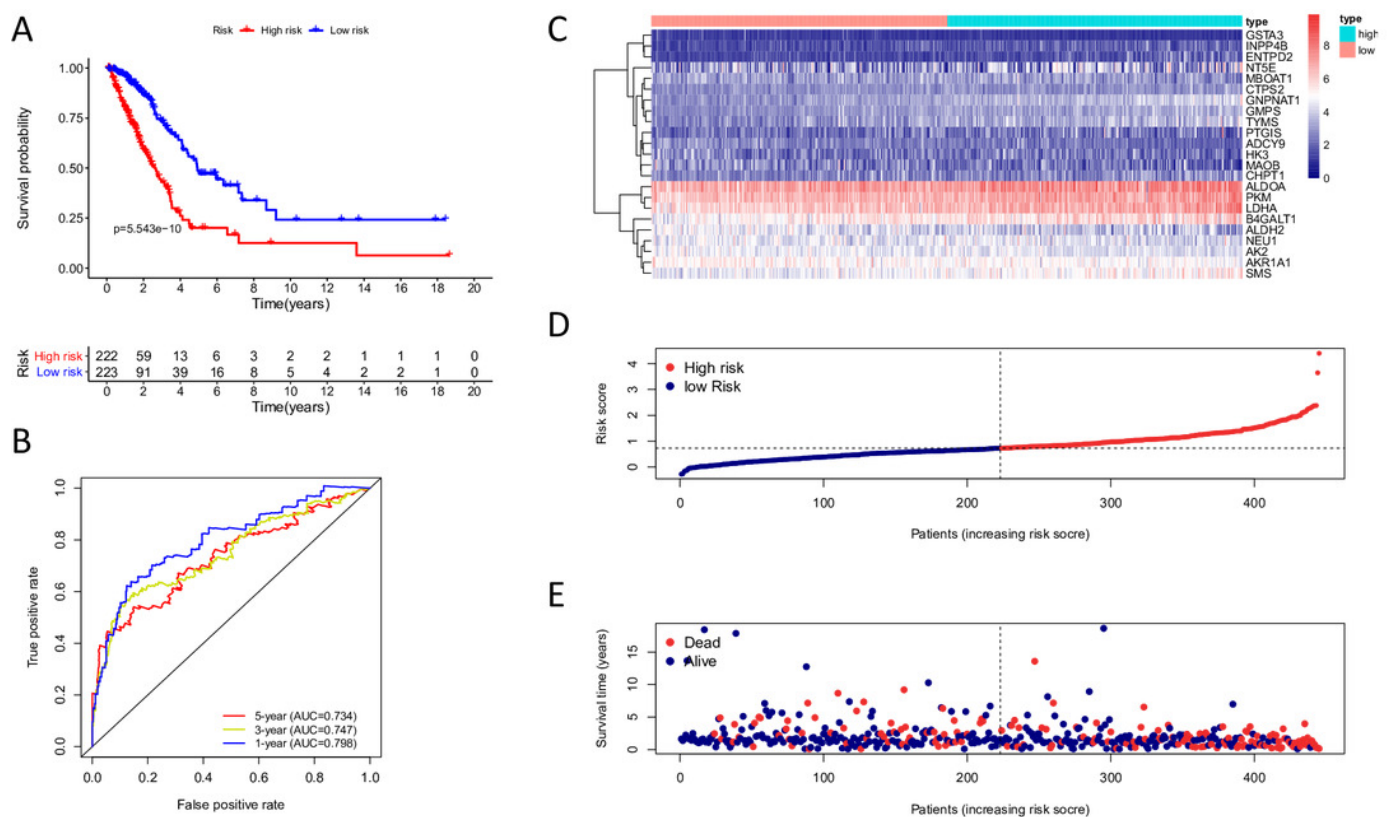 A
Risk High risk Low risk
Survival probability
1.00
0.75
0.50
0.25
0.00
p=5.543e−10
0 2 4 6 8 10 12 14 16 18 20
Time(years)
Risk
High risk 222 59 13 6 3 2 2 1 1 1 0
Low risk 223 91 39 16 8 5 4 2 2 1 0
0 2 4 6 8 10 12 14 16 18 20
Time(years)
B
True positive rate
1.0
0.8
0.6
0.4
0.2
0.0
5-year (AUC=0.734)
3-year (AUC=0.747)
1-year (AUC=0.798)
0.0 0.2 0.4 0.6 0.8 1.0
False positive rate
C
type
GSTA3
INPP4B
ENTPD2
NT5E
MBOAT1
CTPS2
GNPNAT1
GMPS
TYMS
PTGIS
ADCY9
HK3
MAOB
CHPT1
ALDOA
PKM
LDHA
B4GALT1
ALDH2
NEU1
AK2
AKR1A1
SMS
8
6
4
2
0
type
high
low
D
Risk score
4
3
2
1
0
High risk
low Risk
0 100 200 300 400
Patients (increasing risk socre)
E
Survival time (years)
15
10
5
0
Dead
Alive
0 100 200 300 400
Patients (increasing risk socre)